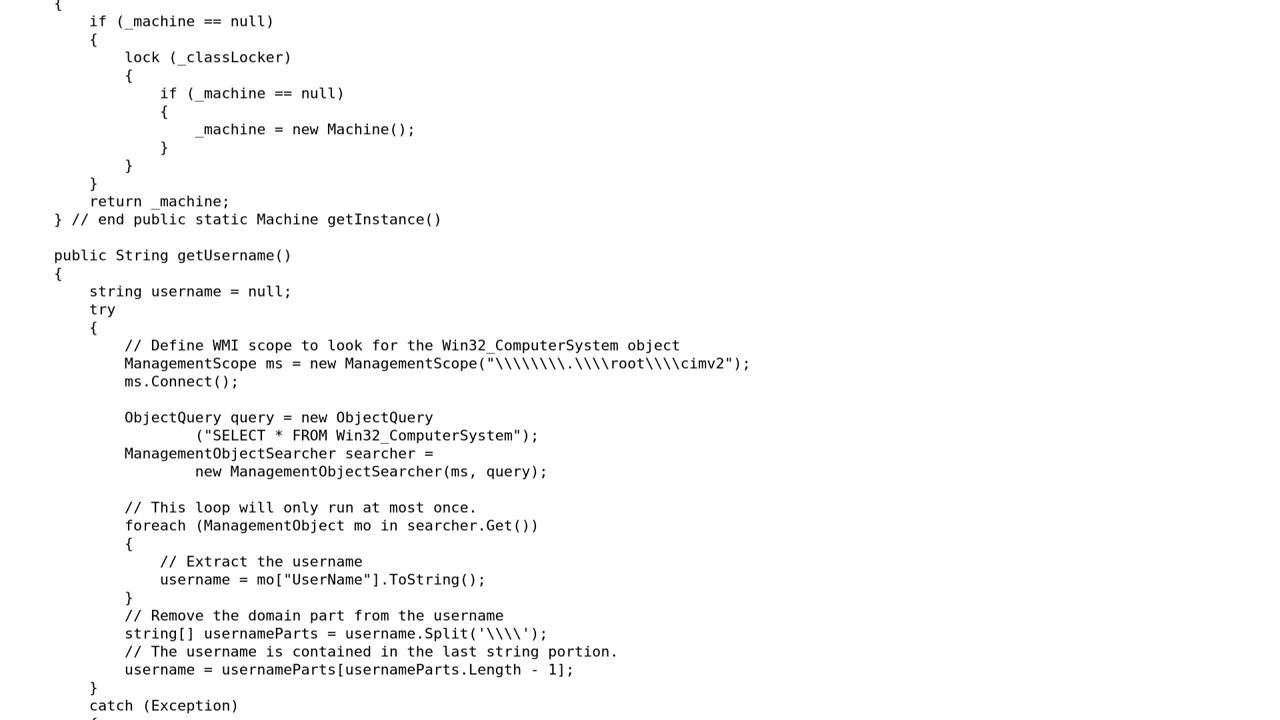 {
if (_machine == null)
{
lock (_classLocker)
{
if (_machine == null)
{
_machine = new Machine();
}
}
}
return _machine;
} // end public static Machine getInstance()
public String getUsername()
{
string username = null;
try
{
// Define WMI scope to look for the Win32_ComputerSystem object
ManagementScope ms = new ManagementScope("\\\\\\\\.\\\\root\\\\cimv2");
ms.Connect();
ObjectQuery query = new ObjectQuery
("SELECT * FROM Win32_ComputerSystem");
ManagementObjectSearcher searcher =
new ManagementObjectSearcher(ms, query);
// This loop will only run at most once.
foreach (ManagementObject mo in searcher.Get())
{
// Extract the username
username = mo["UserName"].ToString();
}
// Remove the domain part from the username
string[] usernameParts = username.Split('\\\\');
// The username is contained in the last string portion.
username = usernameParts[usernameParts.Length - 1];
}
catch (Exception)
{